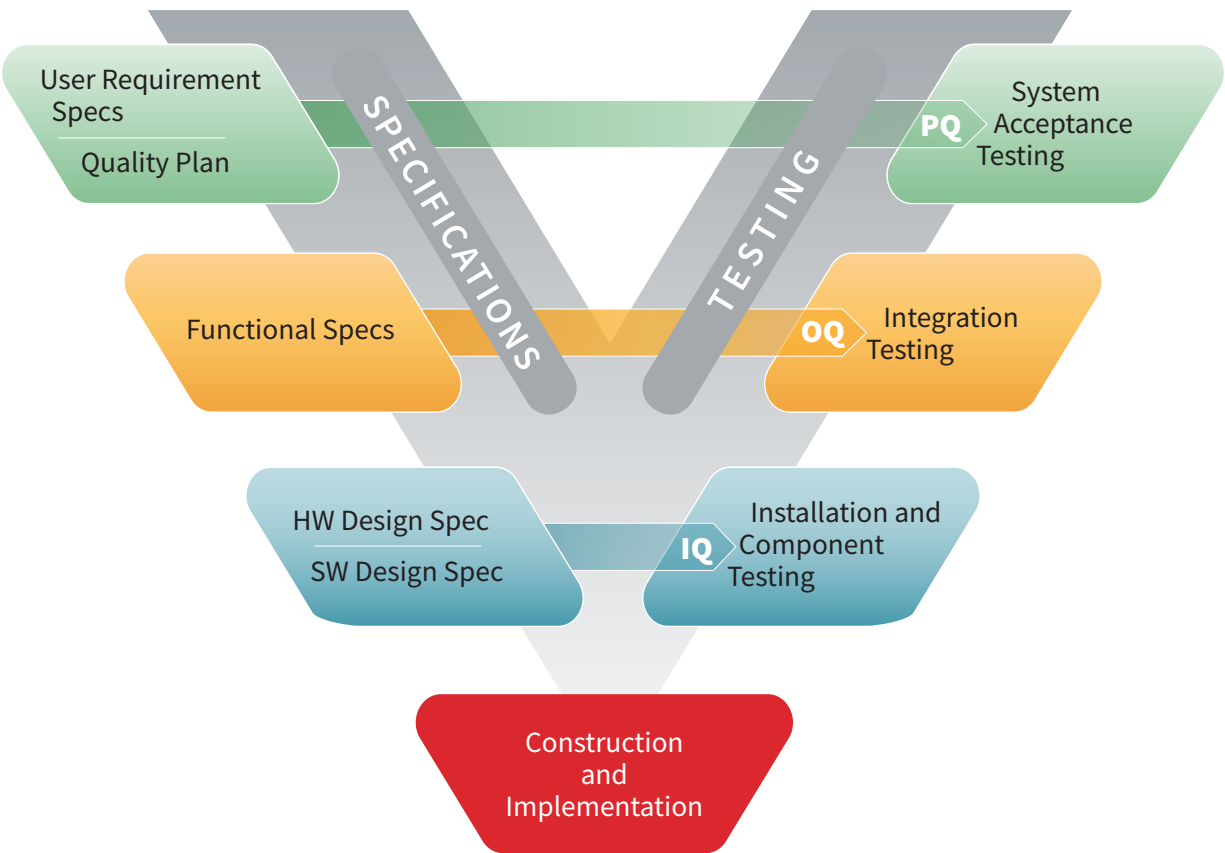 User Requirement
Specs
Quality Plan
SPECIFICATIONS
TESTING
PQ
System
Acceptance
Testing
Functional Specs
OQ
Integration
Testing
HW Design Spec
SW Design Spec
IQ
Installation and
Component
Testing
Construction
and
Implementation